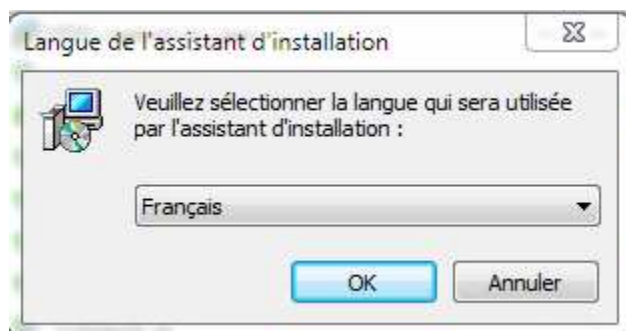 Langue de l'assistant d'installation
Veuillez sélectionner la langue qui sera utilisée
par l'assistant d'installation :
Français
OK
Annuler